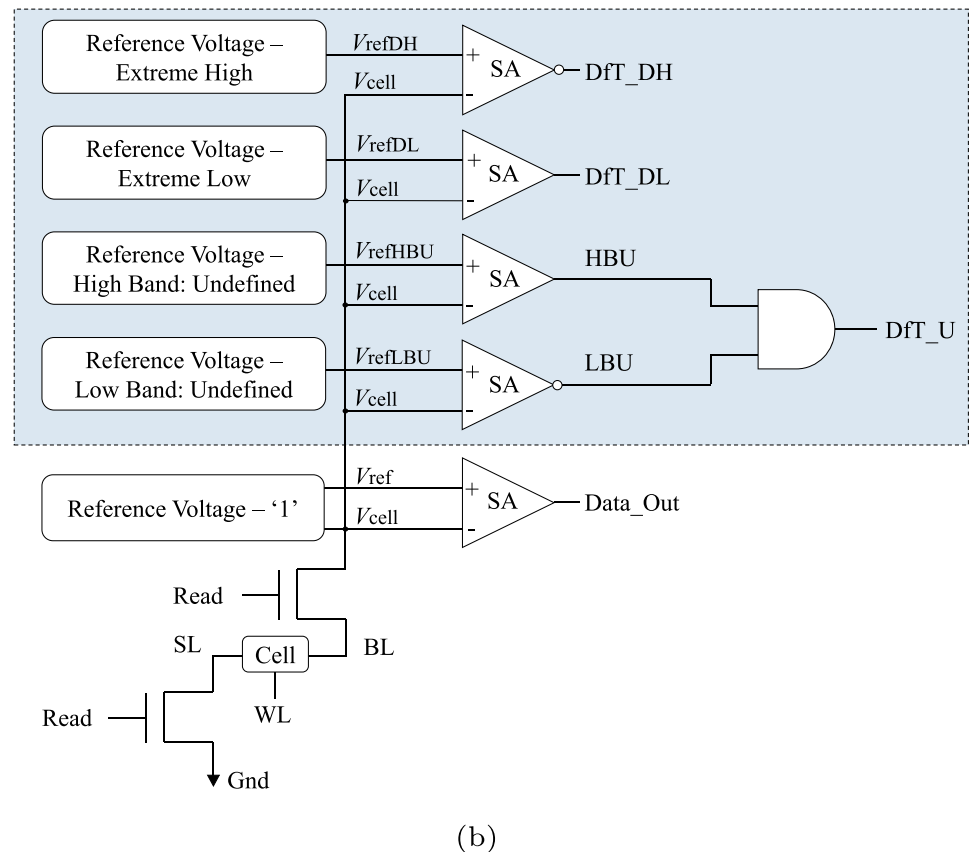 Reference Voltage –
Extreme High
VrefDH
Vcell
+
-
SA
DfT_DH
Reference Voltage –
Extreme Low
VrefDL
Vcell
+
-
SA
DfT_DL
Reference Voltage –
High Band: Undefined
VrefHBU
Vcell
+
-
SA
HBU
Reference Voltage –
Low Band: Undefined
VrefLBU
Vcell
+
-
SA
LBU
DfT_U
Reference Voltage – ‘1’
Vref
Vcell
+
-
SA
Data_Out
Read
SL
Cell
BL
WL
Read
Gnd
(b)